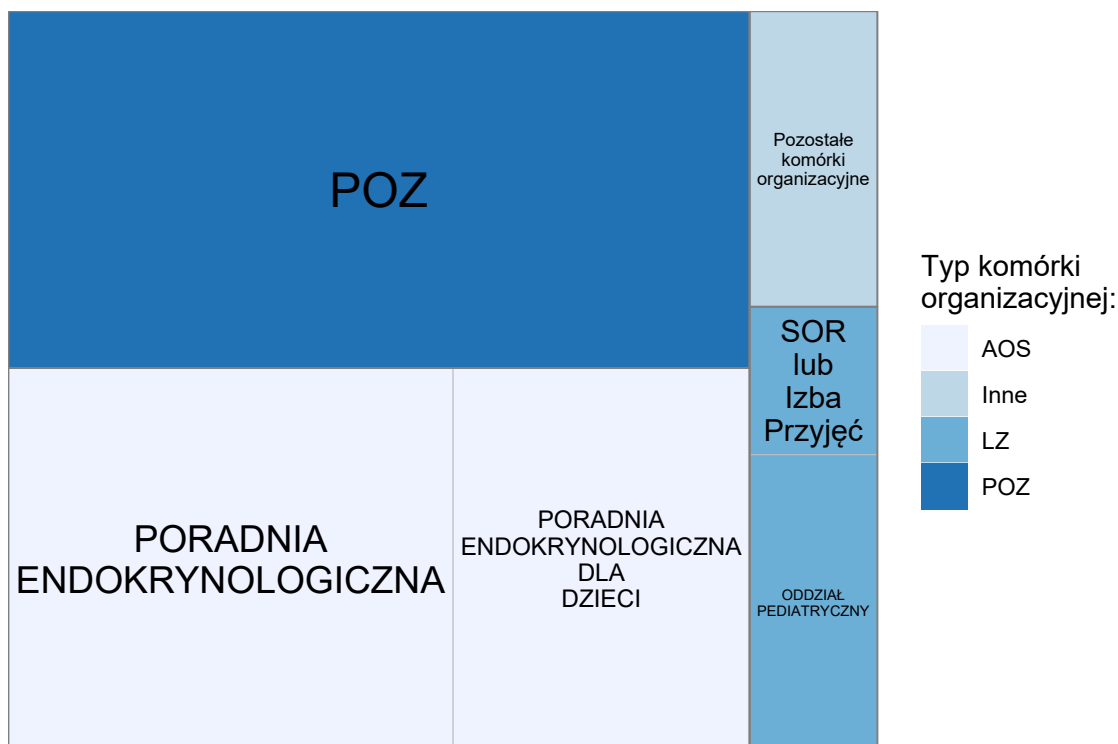 POZ
Pozostałe
komórki
organizacyjne
SOR
lub
Izba
Przyjęć
PORADNIA
ENDOKRYNOLOGICZNA
PORADNIA
ENDOKRYNOLOGICZNA
DLA
DZIECI
ODDZIAŁ
PEDIATRYCZNY
Typ komórki
organizacyjnej:
AOS
Inne
LZ
POZ